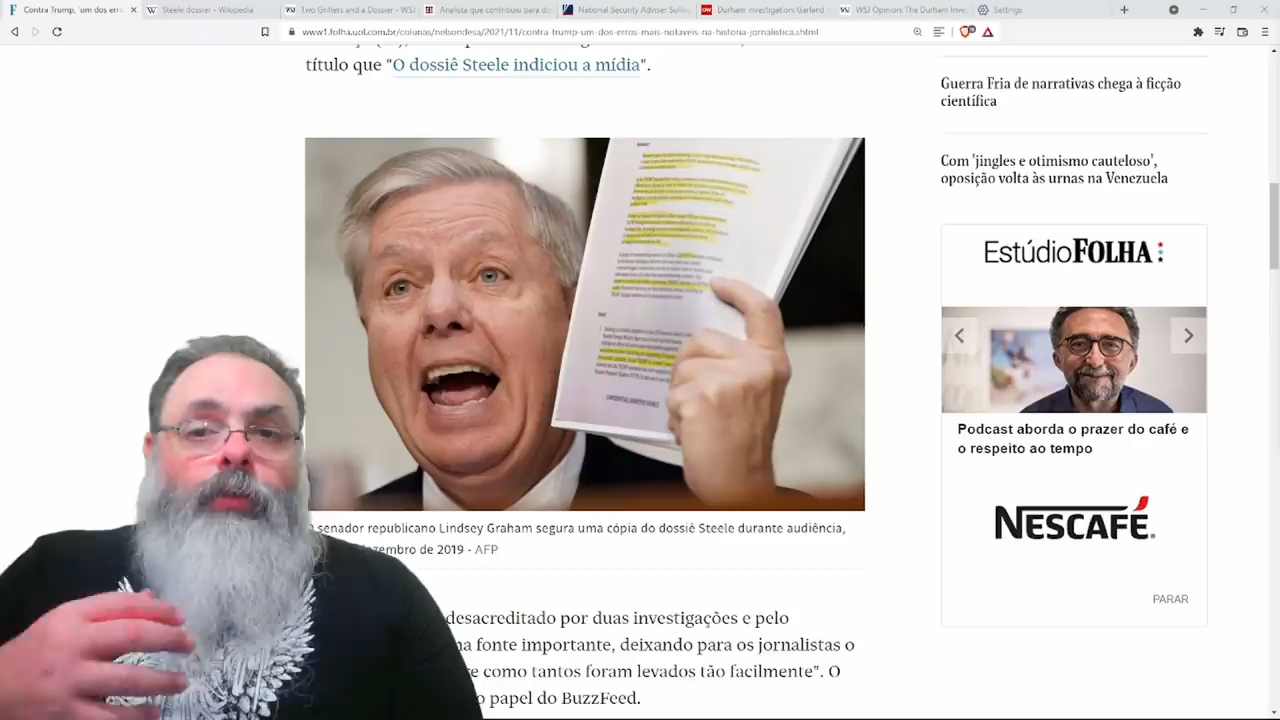 Contra Trump, 'um dos erro
Steele dossier - Wikipedia
Two Grifters and a Dossier - WSJ
Analista que contribuiu para do
National Security Adviser Sulliv
Durham investigation: Garland
WSJ Opinion: The Durham Inve
Settings
www1.folha.uol.com.br/colunas/nelsondesa/2021/11/contra-trump-um-dos-erros-mais-notaveis-na-historia-jornalistica.shtml
título que "O dossiê Steele indiciou a mídia".
Guerra Fria de narrativas chega à ficção
científica
Com 'jingles e otimismo cauteloso',
oposição volta às urnas na Venezuela
Estúdio FOLHA
Podcast aborda o prazer do café e
o respeito ao tempo
NESCAFÉ.
PARAR
senador republicano Lindsey Graham segura uma cópia do dossiê Steele durante audiência,
dezembro de 2019 - AFP
desacreditado por duas investigações e pelo
fonte importante, deixando para os jornalistas o
como tantos foram levados tão facilmente". O
papel do BuzzFeed.